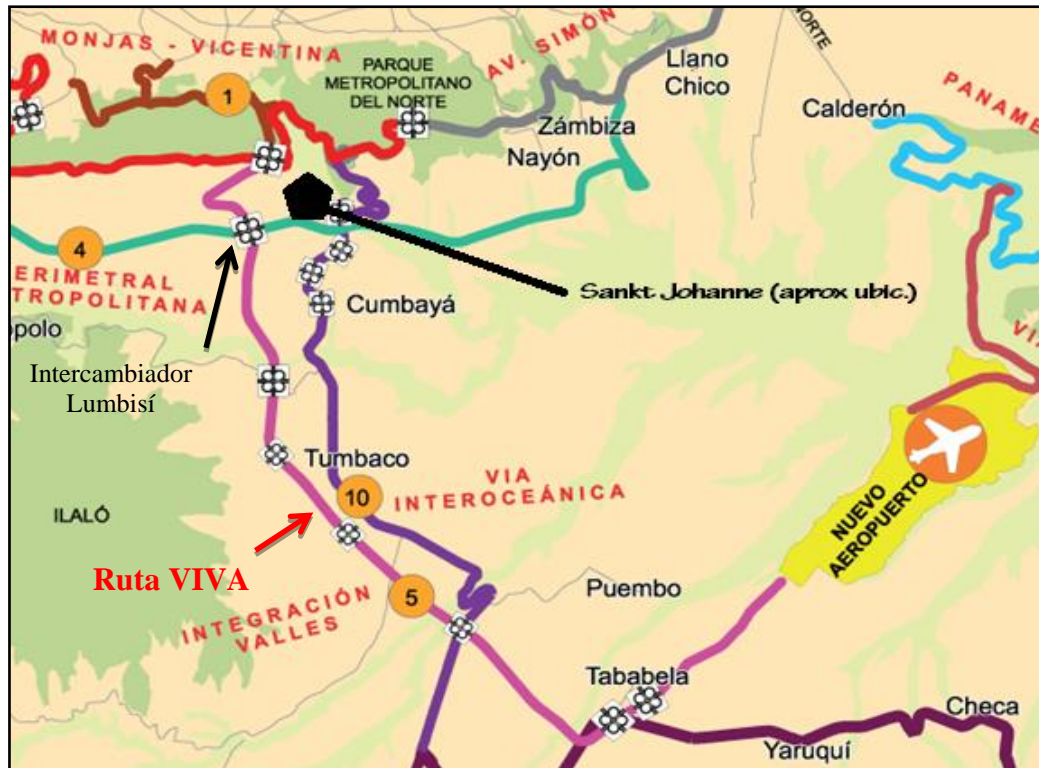 MONJAS - VICENTINA
AV. SIMÓN
NORTE
PARQUE
METROPOLITANO
DEL NORTE
Llano
Chico
PANAME
1
Calderón
Zámbiza
Nayón
4
ERIMETRAL
TROPOLITANA
Sankt Johanne (aprox ubic.)
Cumbayá
opolo
VIA
Intercambiador
Lumbisí
Tumbaco
VIA
INTEROCEÁNICA
10
ILALÓ
NUEVO
AEROPUERTO
Ruta VIVA
5
Puembo
INTEGRACIÓN
VALLES
Tababela
Checa
Yaruquí